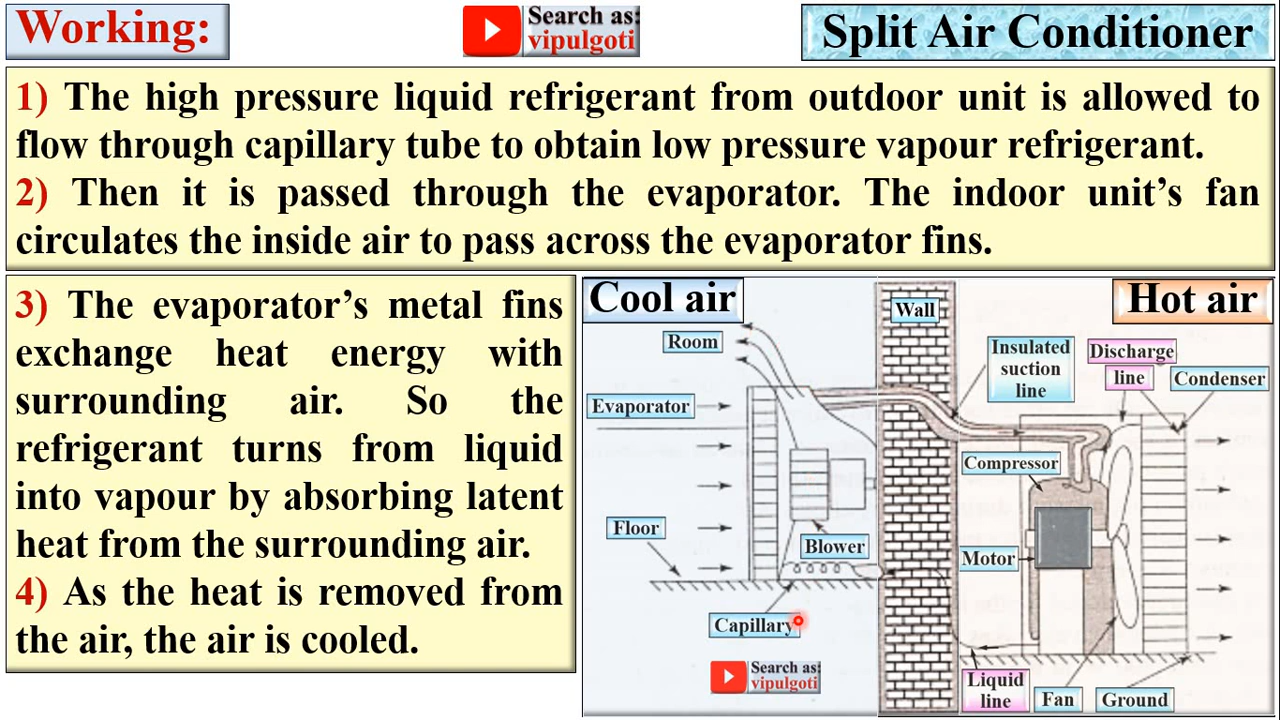 Working:
Search as:
vipulgoti
Split Air Conditioner
1) The high pressure liquid refrigerant from outdoor unit is allowed to
flow through capillary tube to obtain low pressure vapour refrigerant.
2) Then it is passed through the evaporator. The indoor unit's fan
circulates the inside air to pass across the evaporator fins.
3) The evaporator's metal fins
exchange heat energy with
surrounding air. So the
refrigerant turns from liquid
into vapour by absorbing latent
heat from the surrounding air.
4) As the heat is removed from
the air, the air is cooled.
Cool air
Wall
Hot air
Room
Insulated
suction
line
Discharge
line
Condenser
Evaporator
Compressor
Floor
Blower
Motor
Capillary
Search as:
vipulgoti
Liquid
line
Fan
Ground